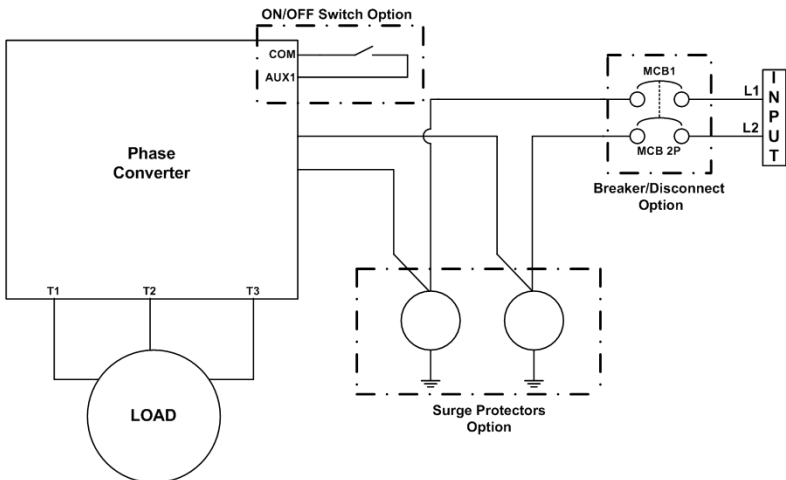 ON/OFF Switch Option
COM
AUX1
MCB1
L1
INPUT
L2
MCB 2P
Phase
Converter
Breaker/Disconnect
Option
T1
T2
T3
LOAD
Surge Protectors
Option